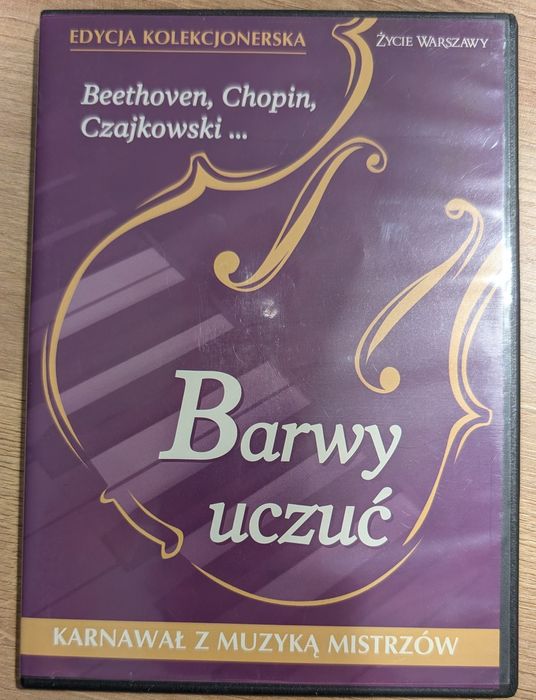 EDYCJA KOLEKCJONERSKA
ŻYCIE WARSZAWY
Beethoven, Chopin,
Czajkowski ...
Barwy
uczuć
KARNAWAŁ Z MUZYKĄ MISTRZÓW